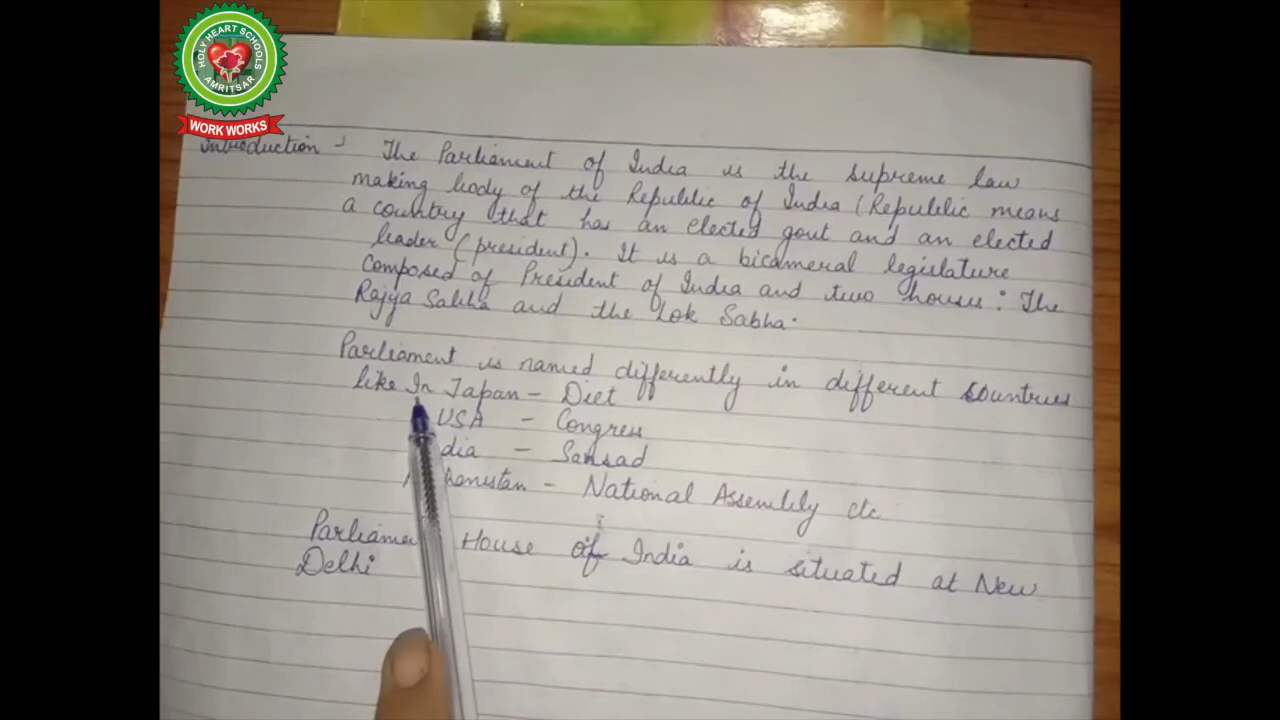 HOLY HEART SCHOOLS
AMRITSAR
WORK WORKS
Introduction - The Parliament of India is the supreme law
making body of the Republic of India (Republic means
a country that has an elected govt and an elected
leader (president). It is a bicameral legislature
Composed of President of India and two houses: The
Rajya Sabha and the Lok Sabha.
Parliament is named differently in different countries
like In Japan - Diet
USA - Congress
dia - Sansad
hanistan - National Assembly etc
Parliame House of India is situated at New
Delhi